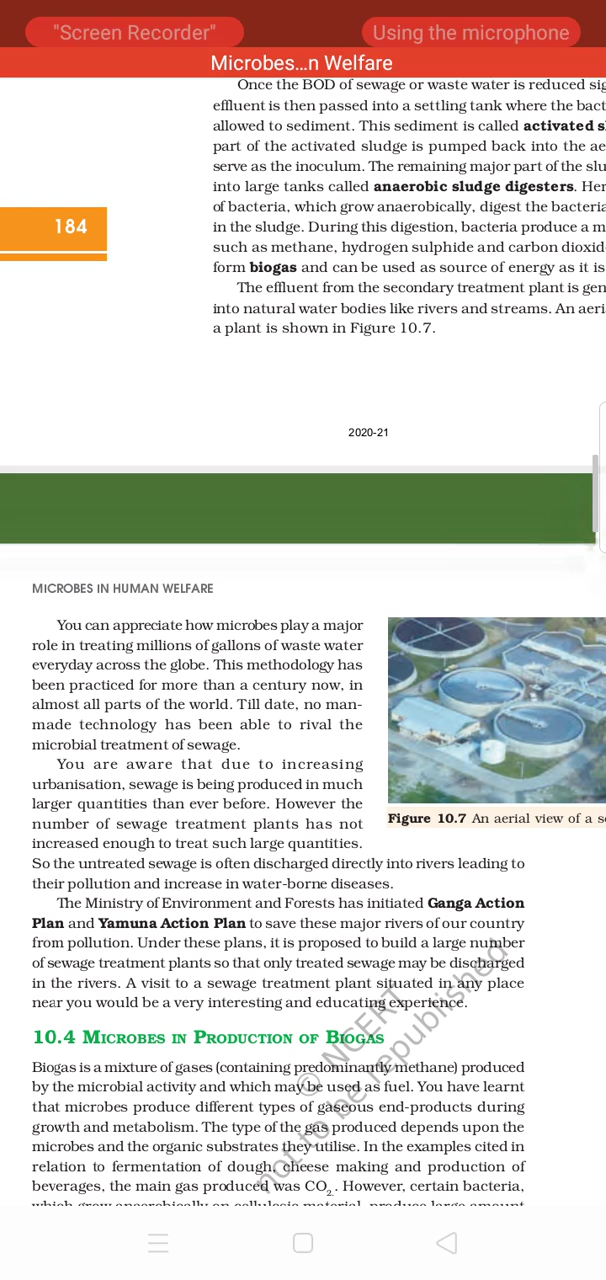 "Screen Recorder"
Using the microphone
Microbes...n Welfare
Once the BOD of sewage or waste water is reduced
effluent is then passed into a settling tank where the
allowed to sediment. This sediment is called activated
part of the activated sludge is pumped back into the
serve as the inoculum. The remaining major part of the
into large tanks called anaerobic sludge digesters.
of bacteria, which grow anaerobically, digest the
in the sludge. During this digestion, bacteria produce a
such as methane, hydrogen sulphide and carbon
form biogas and can be used as source of energy as it is
The effluent from the secondary treatment plant is
into natural water bodies like rivers and streams. An
a plant is shown in Figure 10.7.
184
2020-21
MICROBES IN HUMAN WELFARE
You can appreciate how microbes play a major
role in treating millions of gallons of waste water
everyday across the globe. This methodology has
been practiced for more than a century now, in
almost all parts of the world. Till date, no man-
made technology has been able to rival the
microbial treatment of sewage.
You are aware that due to increasing
urbanisation, sewage is being produced in much
larger quantities than ever before. However the
number of sewage treatment plants has not
increased enough to treat such large quantities.
So the untreated sewage is often discharged directly into rivers leading to
their pollution and increase in water-borne diseases.
Figure 10.7 An aerial view of a
The Ministry of Environment and Forests has initiated Ganga Action
Plan and Yamuna Action Plan to save these major rivers of our country
from pollution. Under these plans, it is proposed to build a large number
of sewage treatment plants so that only treated sewage may be discharged
in the rivers. A visit to a sewage treatment plant situated in any place
near you would be a very interesting and educating experience.
10.4 MICROBES IN PRODUCTION OF BIOGAS
Biogas is a mixture of gases (containing predominantly methane) produced
by the microbial activity and which may be used as fuel. You have learnt
that microbes produce different types of gaseous end-products during
growth and metabolism. The type of the gas produced depends upon the
microbes and the organic substrates they utilise. In the examples cited in
relation to fermentation of dough, cheese making and production of
beverages, the main gas produced was CO2. However, certain bacteria,
which grow anaerobically on cellulosic material, produce large amount
© NCERT
not to be republished